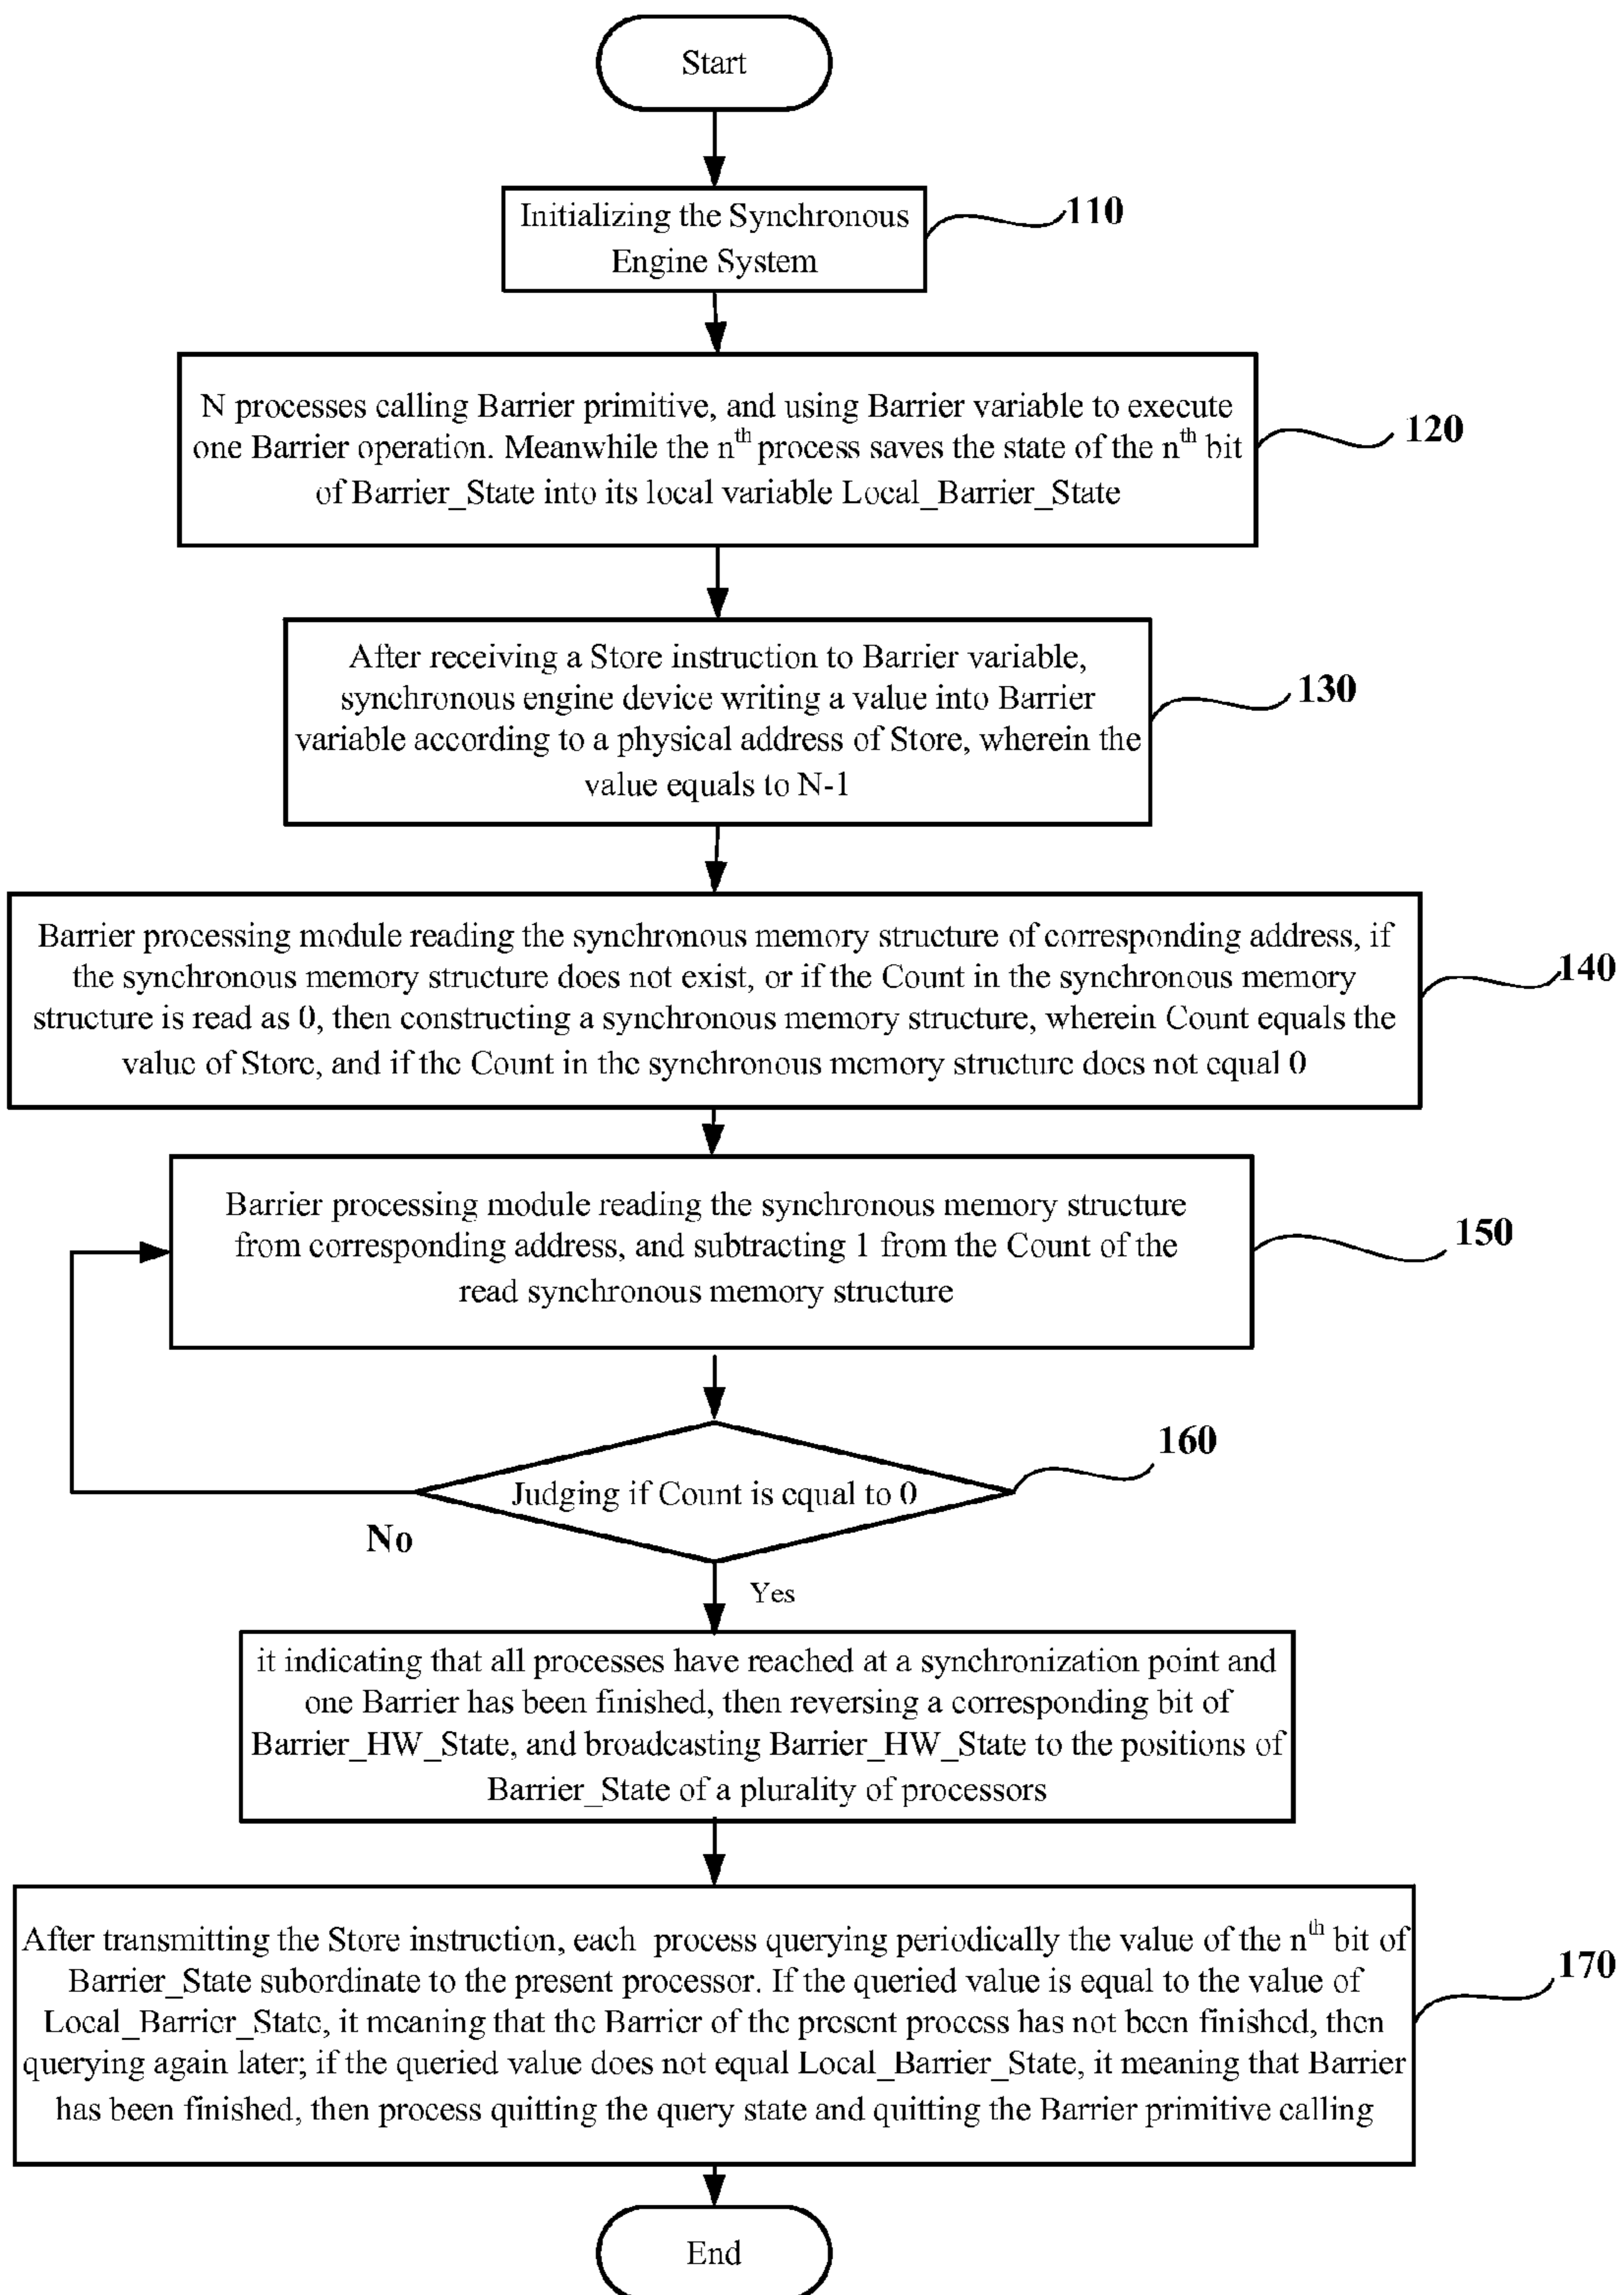 Start
Initializing the Synchronous
Engine System
110
N processes calling Barrier primitive, and using Barrier variable to execute
one Barrier operation. Meanwhile the nth process saves the state of the nth bit
of Barrier_State into its local variable Local_Barrier_State
120
After receiving a Store instruction to Barrier variable,
synchronous engine device writing a value into Barrier
variable according to a physical address of Store, wherein the
value equals to N-1
130
Barrier processing module reading the synchronous memory structure of corresponding address, if
the synchronous memory structure does not exist, or if the Count in the synchronous memory
structure is read as 0, then constructing a synchronous memory structure, wherein Count equals the
value of Store, and if the Count in the synchronous memory structure does not equal 0
140
Barrier processing module reading the synchronous memory structure
from corresponding address, and subtracting 1 from the Count of the
read synchronous memory structure
150
Judging if Count is equal to 0
160
No
Yes
it indicating that all processes have reached at a synchronization point and
one Barrier has been finished, then reversing a corresponding bit of
Barrier_HW_State, and broadcasting Barrier_HW_State to the positions of
Barrier_State of a plurality of processors
After transmitting the Store instruction, each process querying periodically the value of the nth bit of
Barrier_State subordinate to the present processor. If the queried value is equal to the value of
Local_Barrier_State, it meaning that the Barrier of the present process has not been finished, then
querying again later; if the queried value does not equal Local_Barrier_State, it meaning that Barrier
has been finished, then process quitting the query state and quitting the Barrier primitive calling
170
End